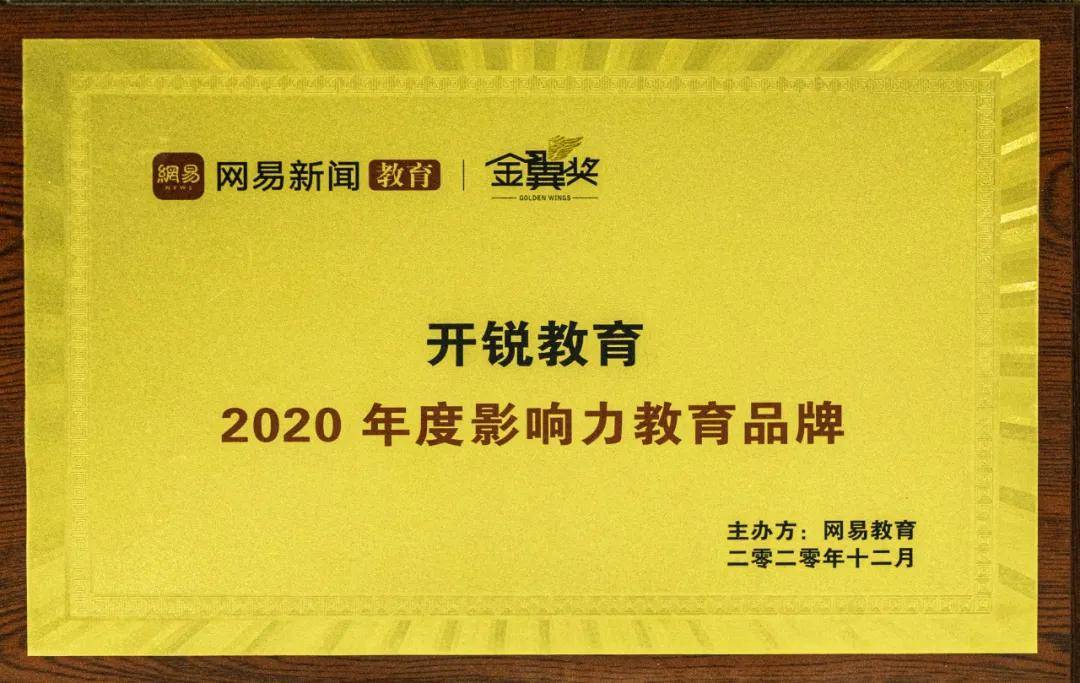 網易 NEWS 网易新闻 教育 金翼奖
GOLDEN WINGS
开锐教育
2020 年度影响力教育品牌
主办方：网易教育
二零二零年十二月